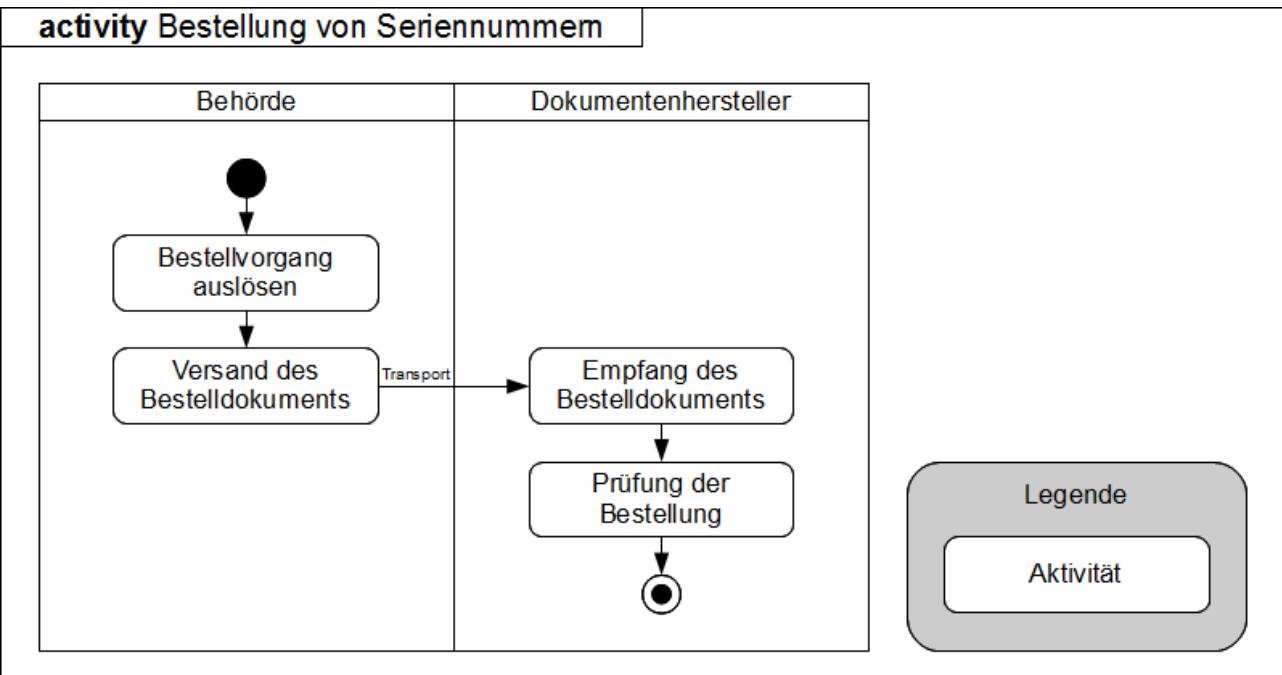 activity Bestellung von Seriennummern
Behörde
Dokumentenhersteller
Bestellvorgang
auslösen
Versand des
Bestelldokuments
Transport
Empfang des
Bestelldokuments
Prüfung der
Bestellung
Legende
Aktivität